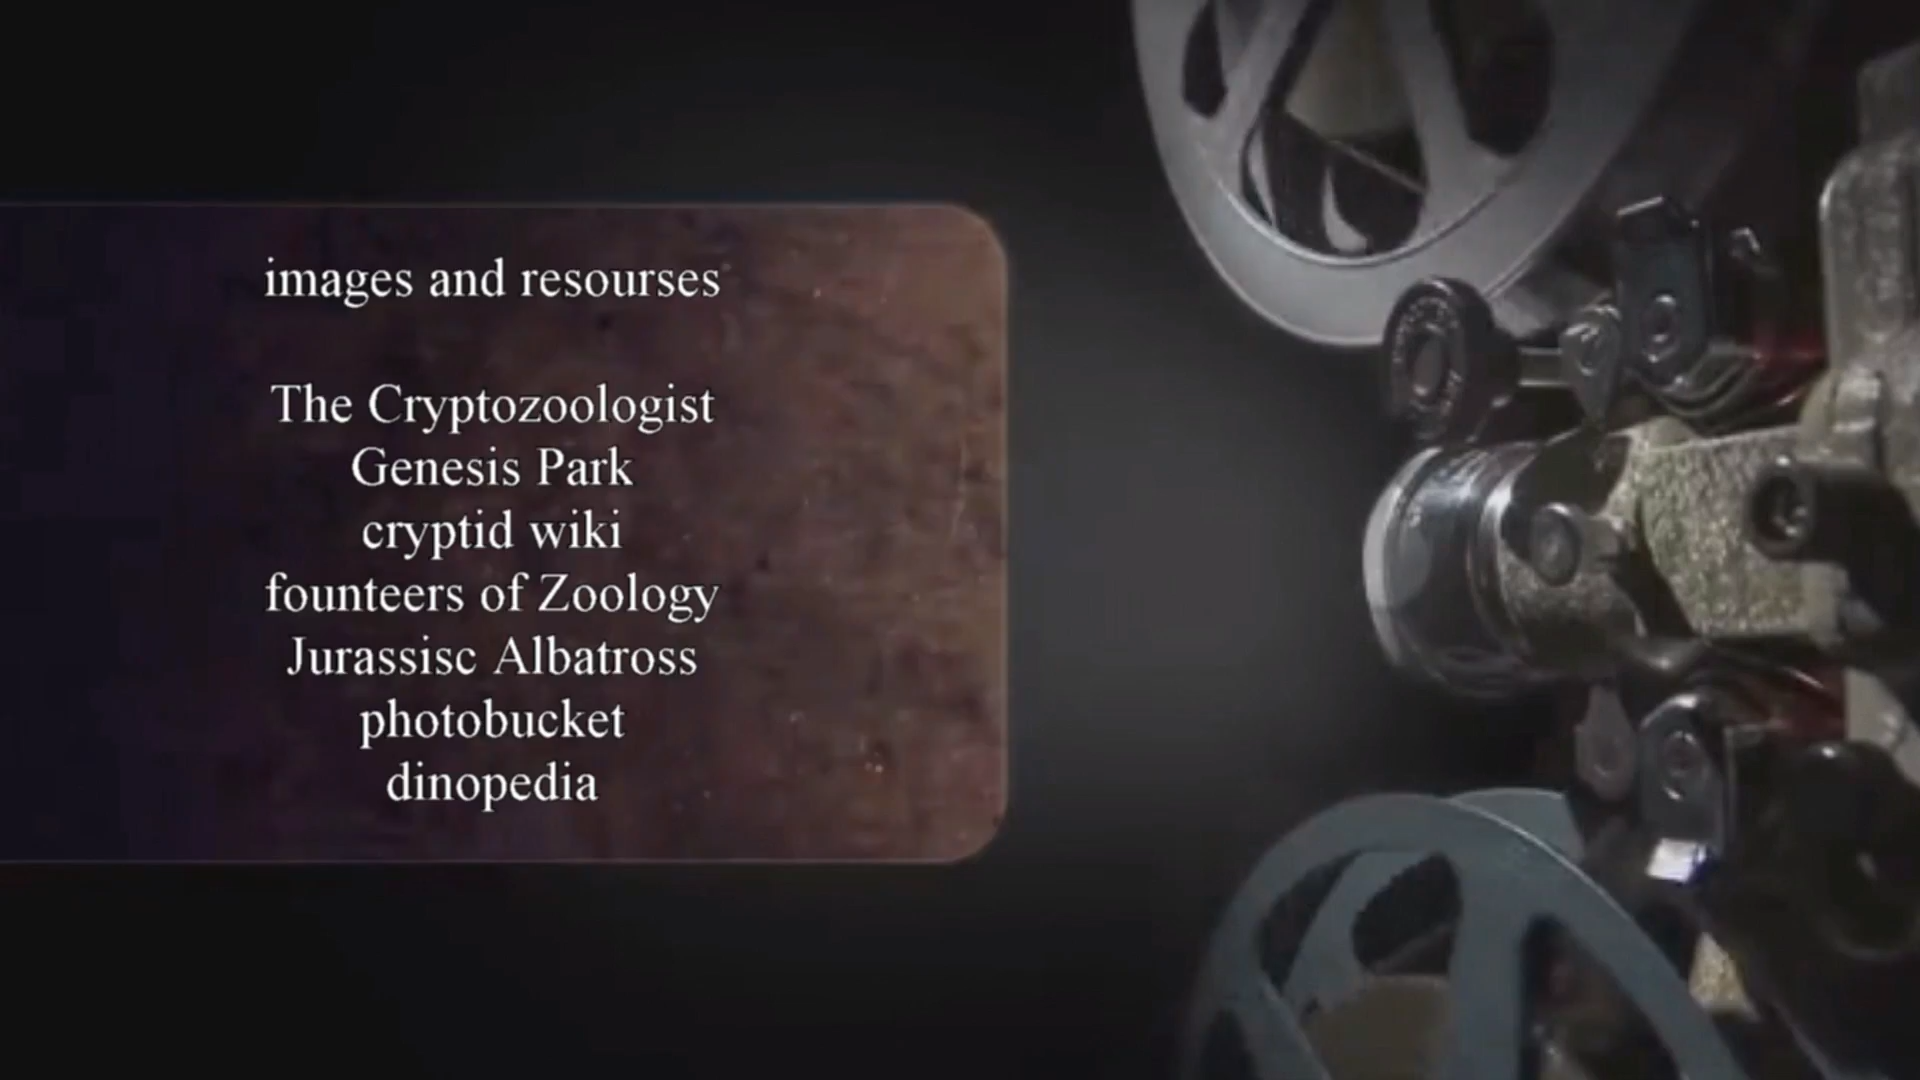 images and resourses
The Cryptozoologist
Genesis Park
cryptid wiki
founteers of Zoology
Jurassisc Albatross
photobucket
dinopedia